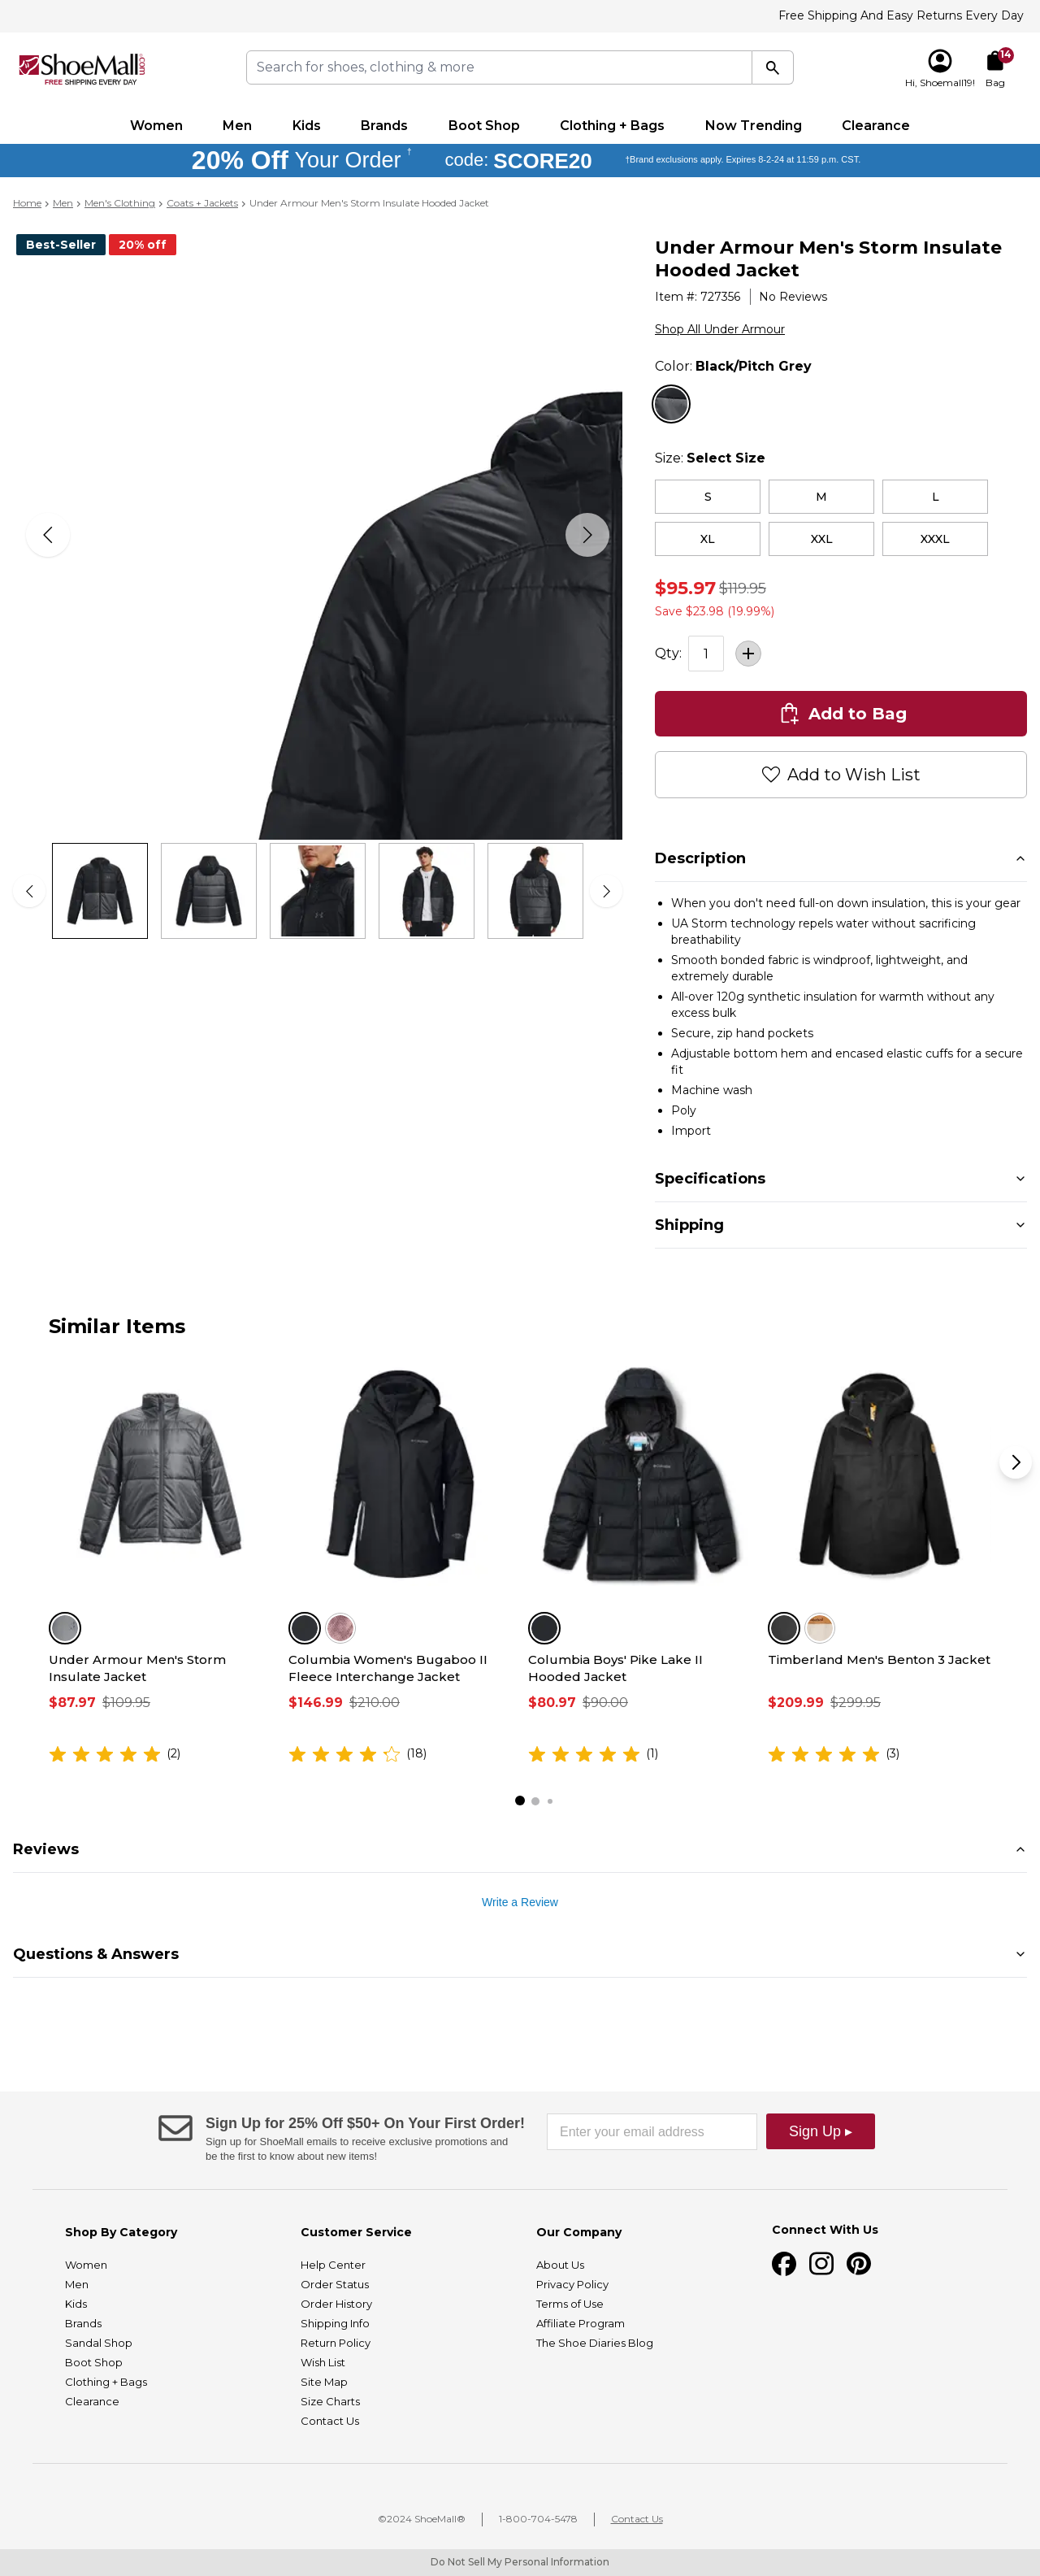 Free Shipping And Easy Returns Every Day
ShoeMall.com
FREE SHIPPING EVERY DAY
Search for shoes, clothing & more
14
Hi, Shoemall19!
Bag
Women
Men
Kids
Brands
Boot Shop
Clothing + Bags
Now Trending
Clearance
20% Off Your Order †
code: SCORE20
†Brand exclusions apply. Expires 8-2-24 at 11:59 p.m. CST.
Home > Men > Men's Clothing > Coats + Jackets > Under Armour Men's Storm Insulate Hooded Jacket
Best-Seller
20% off
Under Armour Men's Storm Insulate
Hooded Jacket
Item #: 727356
No Reviews
Shop All Under Armour
Color: Black/Pitch Grey
Size: Select Size
S
M
L
XL
XXL
XXXL
$95.97 $119.95
Save $23.98 (19.99%)
Qty: 1 +
Add to Bag
Add to Wish List
Description
• When you don't need full-on down insulation, this is your gear
• UA Storm technology repels water without sacrificing
breathability
• Smooth bonded fabric is windproof, lightweight, and
extremely durable
• All-over 120g synthetic insulation for warmth without any
excess bulk
• Secure, zip hand pockets
• Adjustable bottom hem and encased elastic cuffs for a secure
fit
• Machine wash
• Poly
• Import
Specifications
Shipping
Similar Items
Under Armour Men's Storm
Insulate Jacket
$87.97 $109.95
(2)
Columbia Women's Bugaboo II
Fleece Interchange Jacket
$146.99 $210.00
(18)
Columbia Boys' Pike Lake II
Hooded Jacket
$80.97 $90.00
(1)
Timberland Men's Benton 3 Jacket
$209.99 $299.95
(3)
Reviews
Write a Review
Questions & Answers
Sign Up for 25% Off $50+ On Your First Order!
Sign up for ShoeMall emails to receive exclusive promotions and
be the first to know about new items!
Enter your email address
Sign Up ▸
Shop By Category
Women
Men
Kids
Brands
Sandal Shop
Boot Shop
Clothing + Bags
Clearance
Customer Service
Help Center
Order Status
Order History
Shipping Info
Return Policy
Wish List
Site Map
Size Charts
Contact Us
Our Company
About Us
Privacy Policy
Terms of Use
Affiliate Program
The Shoe Diaries Blog
Connect With Us
©2024 ShoeMall®
1-800-704-5478
Contact Us
Do Not Sell My Personal Information